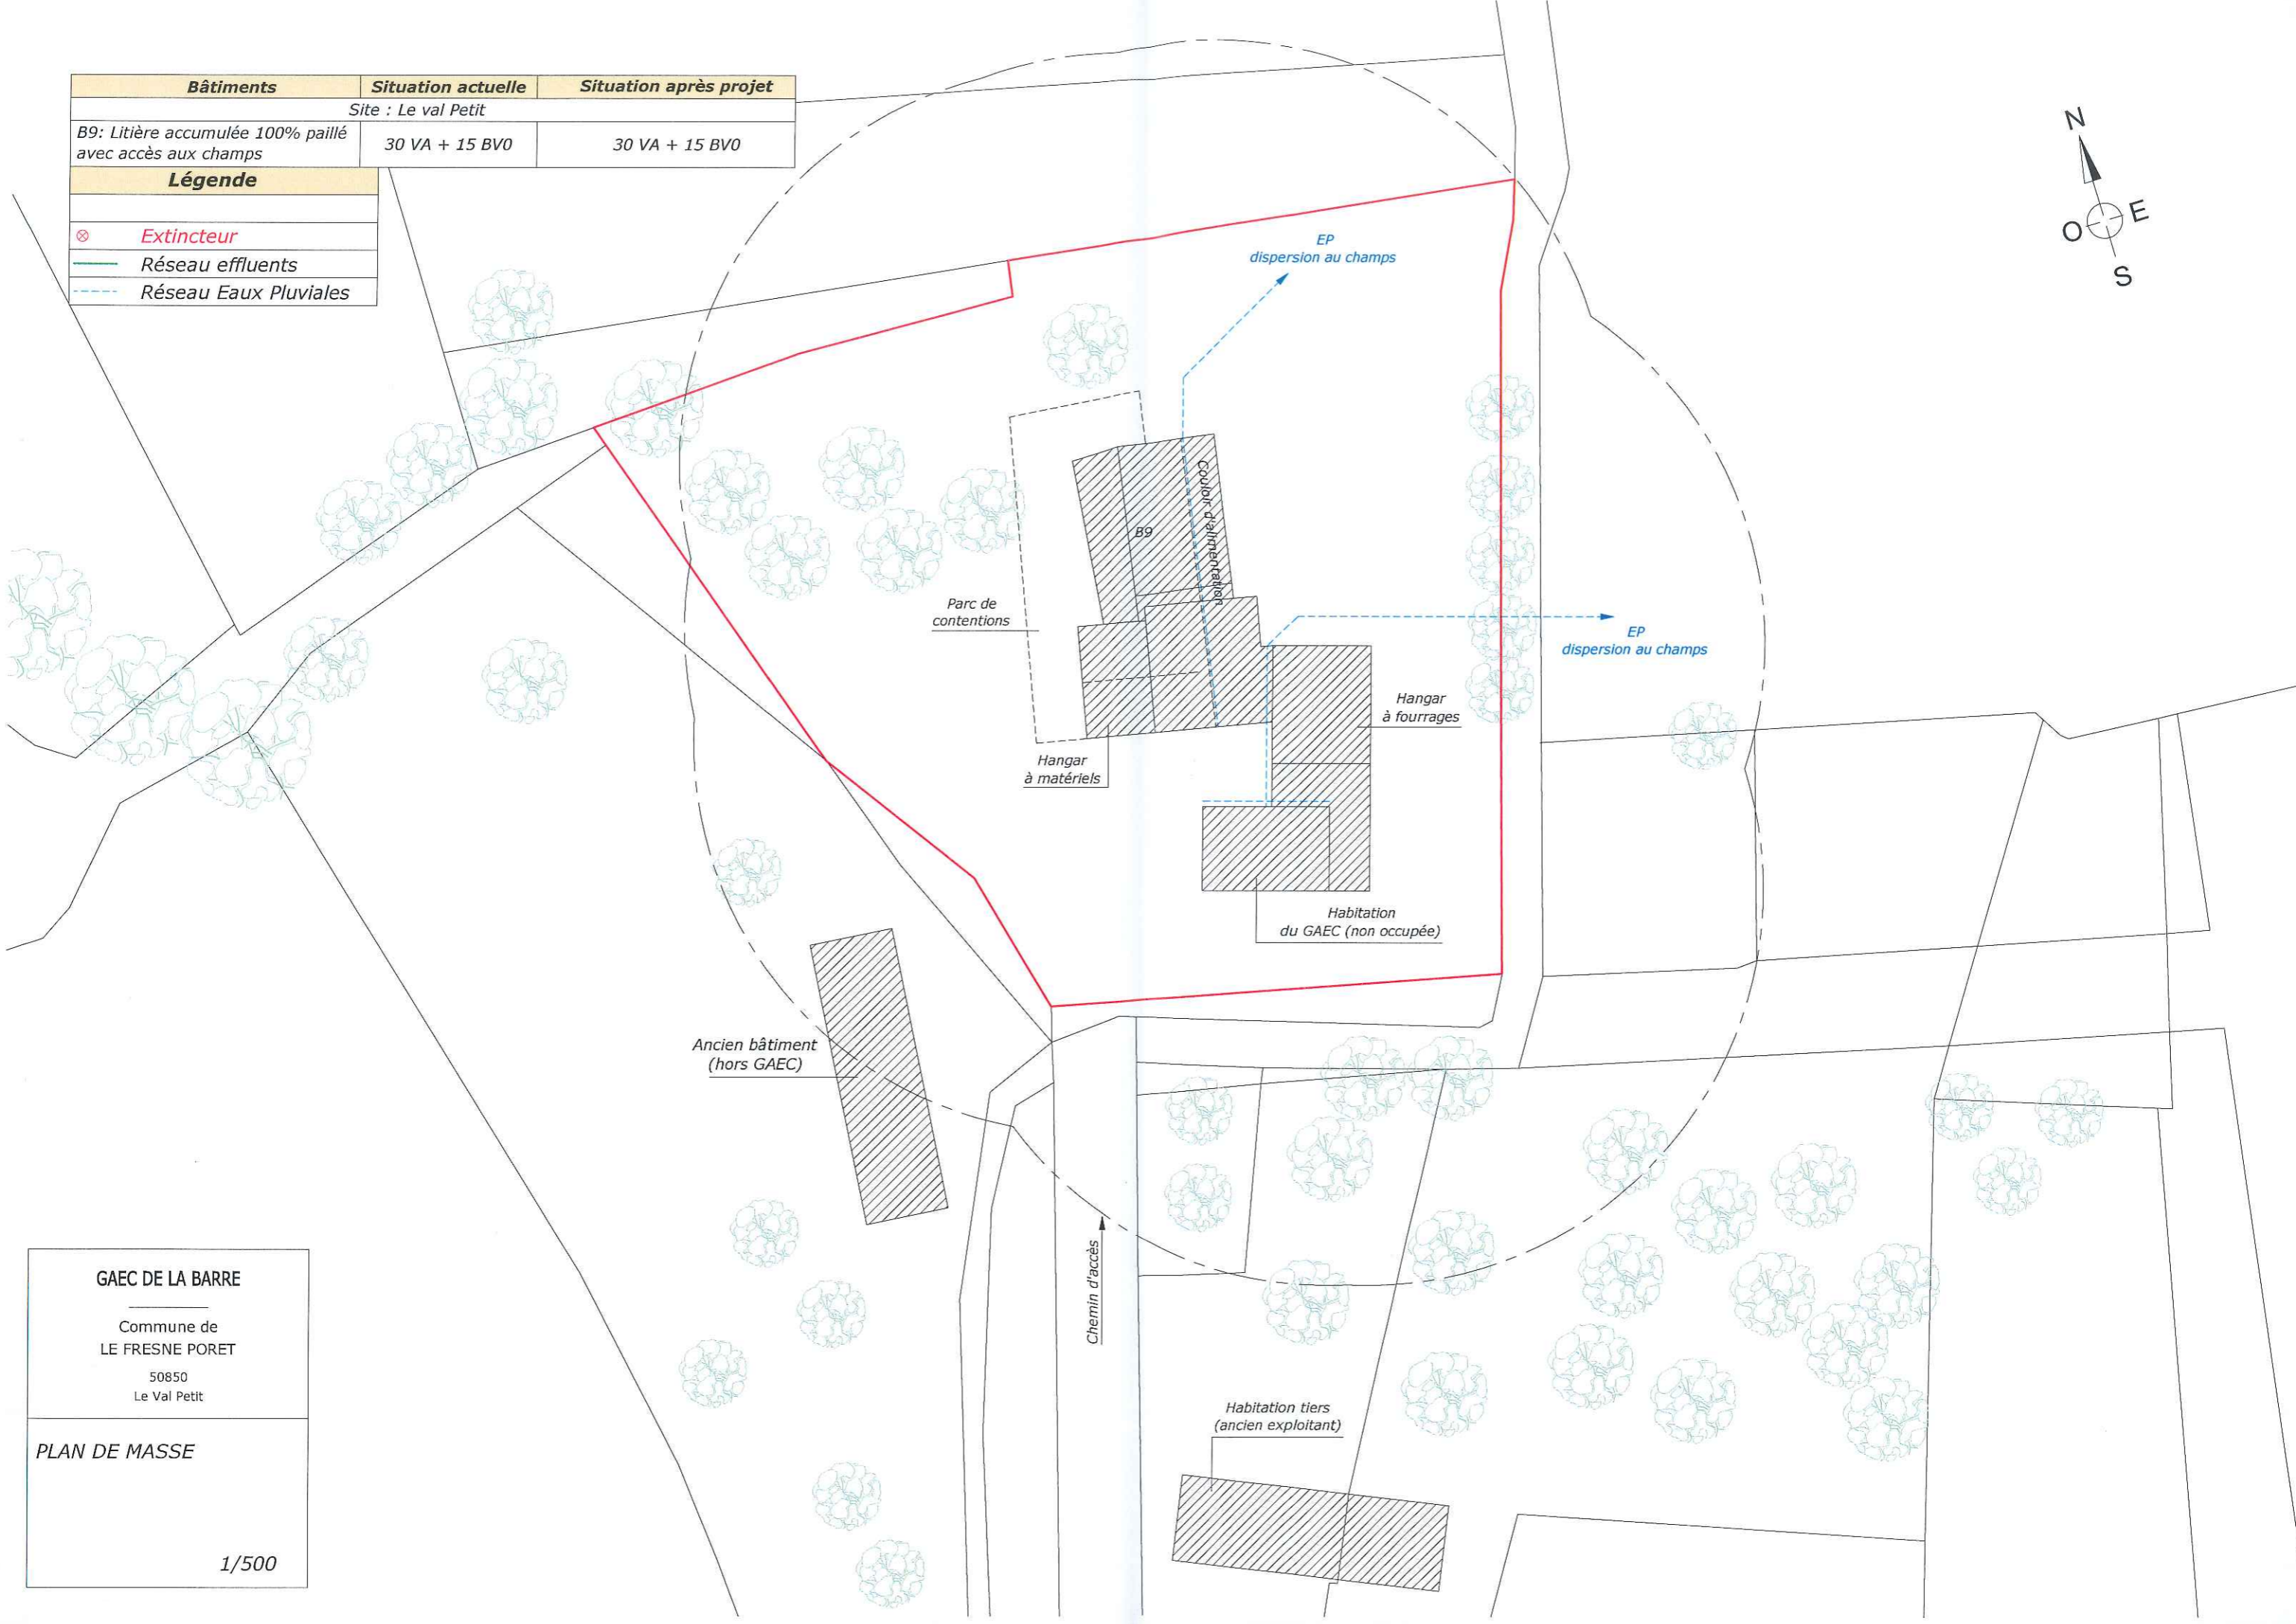 Bâtiments Situation actuelle Situation après projet
Site : Le val Petit
B9: Litière accumulée 100% paillé
avec accès aux champs
30 VA + 15 BV0 30 VA + 15 BV0
Légende
Extincteur
Réseau effluents
Réseau Eaux Pluviales
N
E
O
S
EP
dispersion au champs
Couloir d'alimentation
B9
Parc de
contentions
EP
dispersion au champs
Hangar
à fourrages
Hangar
à matériels
Habitation
du GAEC (non occupée)
Ancien bâtiment
(hors GAEC)
Chemin d'accès
Habitation tiers
(ancien exploitant)
GAEC DE LA BARRE
Commune de
LE FRESNE PORET
50850
Le Val Petit
PLAN DE MASSE
1/500